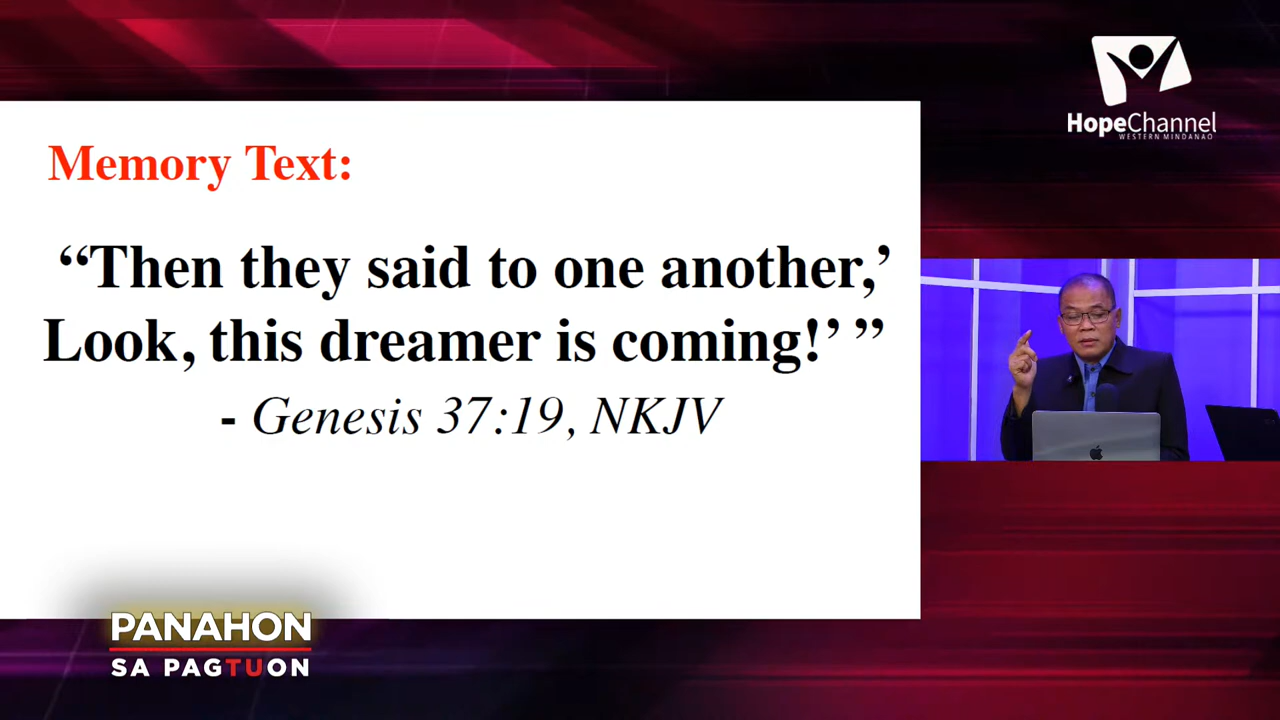 Memory Text:
“Then they said to one another,’
Look, this dreamer is coming!’ ”
- Genesis 37:19, NKJV
HopeChannel
WESTERN MINDANAO
PANAHON
SA PAGTUON